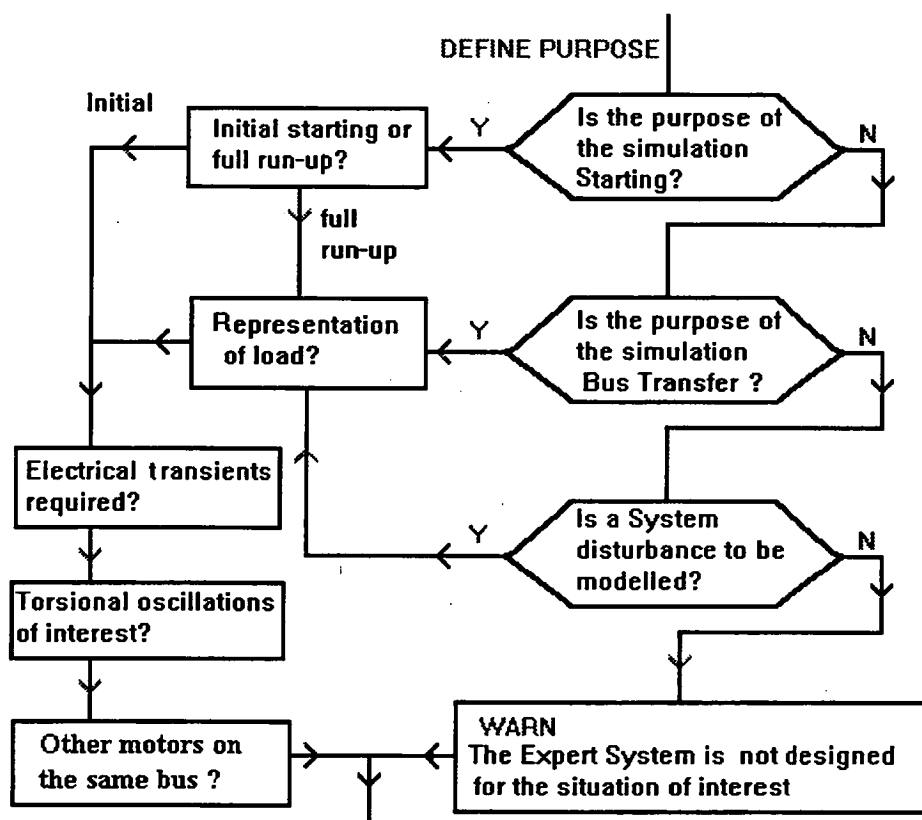 DEFINE PURPOSE
Initial
Initial starting or
full run-up?
Y
Is the purpose of
the simulation
Starting?
N
full
run-up
Representation
of load?
Y
Is the purpose of
the simulation
Bus Transfer ?
N
Electrical transients
required?
Y
Is a System
disturbance to be
modelled?
N
Torsional oscillations
of interest?
Other motors on
the same bus ?
WARN
The Expert System is not designed
for the situation of interest